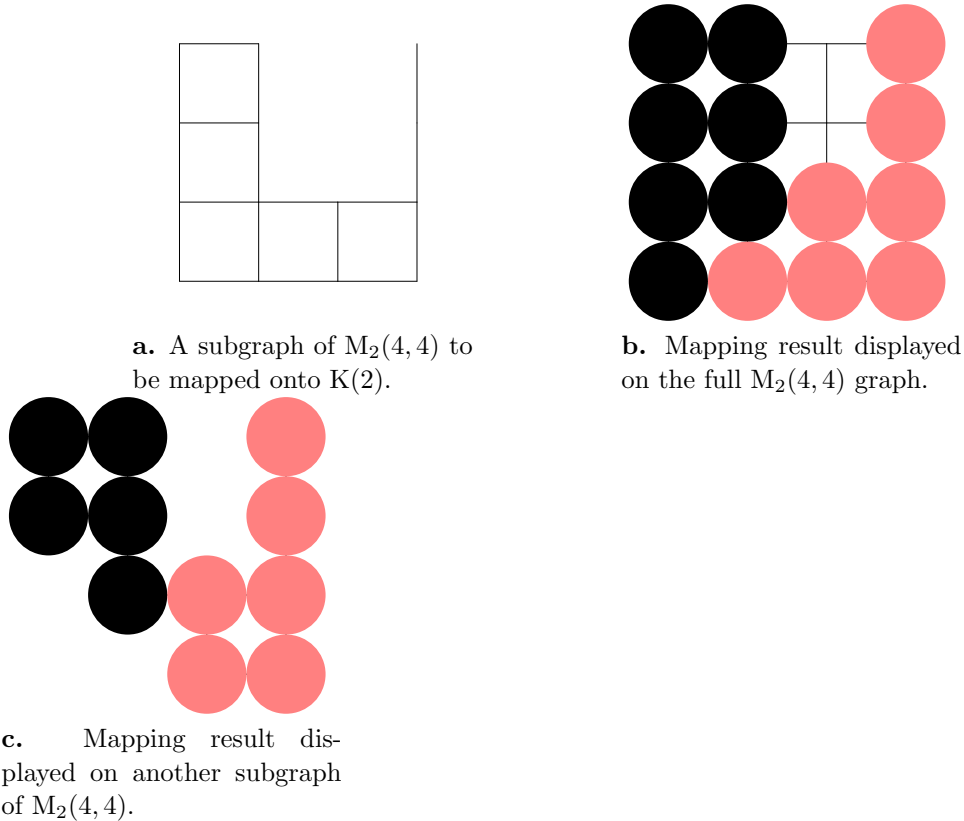 a. A subgraph of M₂(4, 4) to
be mapped onto K(2).
b. Mapping result displayed
on the full M₂(4, 4) graph.
c. Mapping result dis-
played on another subgraph
of M₂(4, 4).